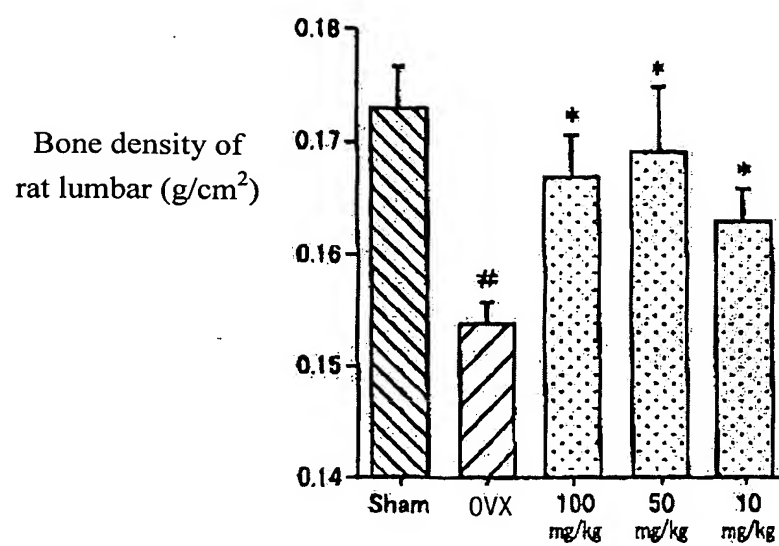 Bone density of
rat lumbar (g/cm²)
0.18
0.17
0.16
0.15
0.14
#
*
*
*
Sham OVX 100 50 10
mg/kg mg/kg mg/kg